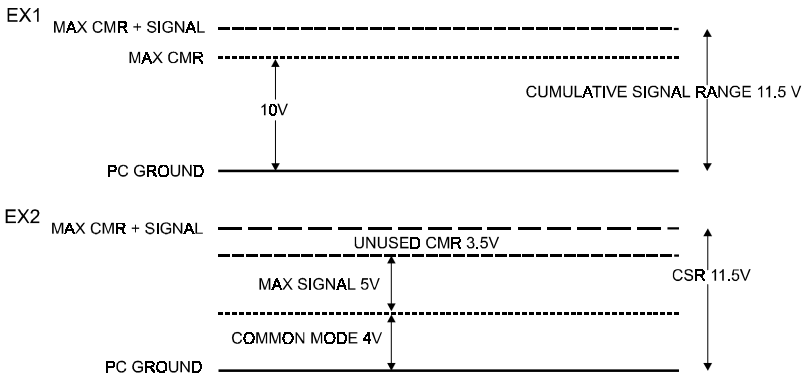 EX1
MAX CMR + SIGNAL
MAX CMR
CUMULATIVE SIGNAL RANGE 11.5 V
10V
PC GROUND
EX2
MAX CMR + SIGNAL
UNUSED CMR 3.5V
MAX SIGNAL 5V
CSR 11.5V
COMMON MODE 4V
PC GROUND